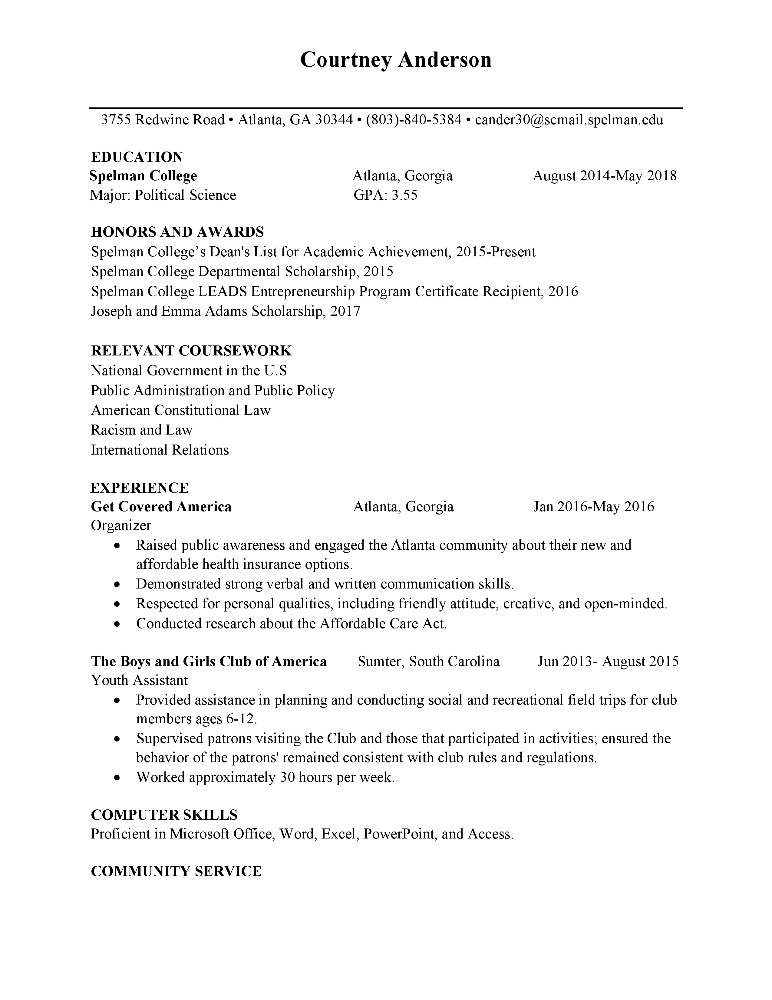 Courtney Anderson
3755 Redwine Road • Atlanta, GA 30344 • (803)-840-5384 • cander30@scmail.spelman.edu
EDUCATION
Spelman College Atlanta, Georgia August 2014-May 2018
Major: Political Science GPA: 3.55
HONORS AND AWARDS
Spelman College’s Dean's List for Academic Achievement, 2015-Present
Spelman College Departmental Scholarship, 2015
Spelman College LEADS Entrepreneurship Program Certificate Recipient, 2016
Joseph and Emma Adams Scholarship, 2017
RELEVANT COURSEWORK
National Government in the U.S
Public Administration and Public Policy
American Constitutional Law
Racism and Law
International Relations
EXPERIENCE
Get Covered America Atlanta, Georgia Jan 2016-May 2016
Organizer
• Raised public awareness and engaged the Atlanta community about their new and
affordable health insurance options.
• Demonstrated strong verbal and written communication skills.
• Respected for personal qualities, including friendly attitude, creative, and open-minded.
• Conducted research about the Affordable Care Act.
The Boys and Girls Club of America Sumter, South Carolina Jun 2013- August 2015
Youth Assistant
• Provided assistance in planning and conducting social and recreational field trips for club
members ages 6-12.
• Supervised patrons visiting the Club and those that participated in activities; ensured the
behavior of the patrons' remained consistent with club rules and regulations.
• Worked approximately 30 hours per week.
COMPUTER SKILLS
Proficient in Microsoft Office, Word, Excel, PowerPoint, and Access.
COMMUNITY SERVICE